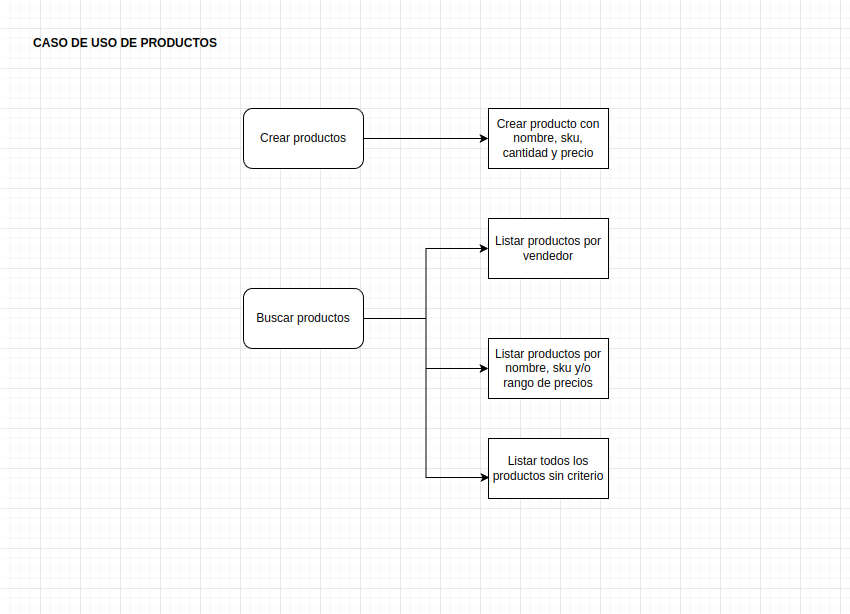 CASO DE USO DE PRODUCTOS
Crear productos
Crear producto con
nombre, sku,
cantidad y precio
Listar productos por
vendedor
Buscar productos
Listar productos por
nombre, sku y/o
rango de precios
Listar todos los
productos sin criterio